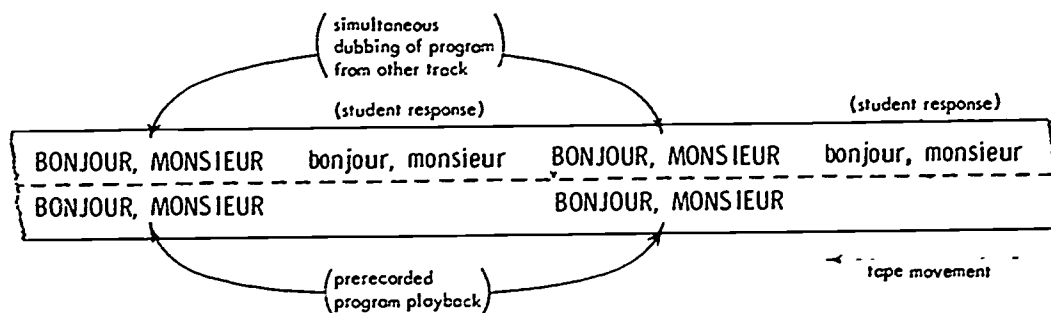 simultaneous
dubbing of program
from other track
(student response)
(student response)
BONJOUR, MONSIEUR bonjour, monsieur BONJOUR, MONSIEUR bonjour, monsieur
BONJOUR, MONSIEUR BONJOUR, MONSIEUR
prerecorded
program playback
tape movement